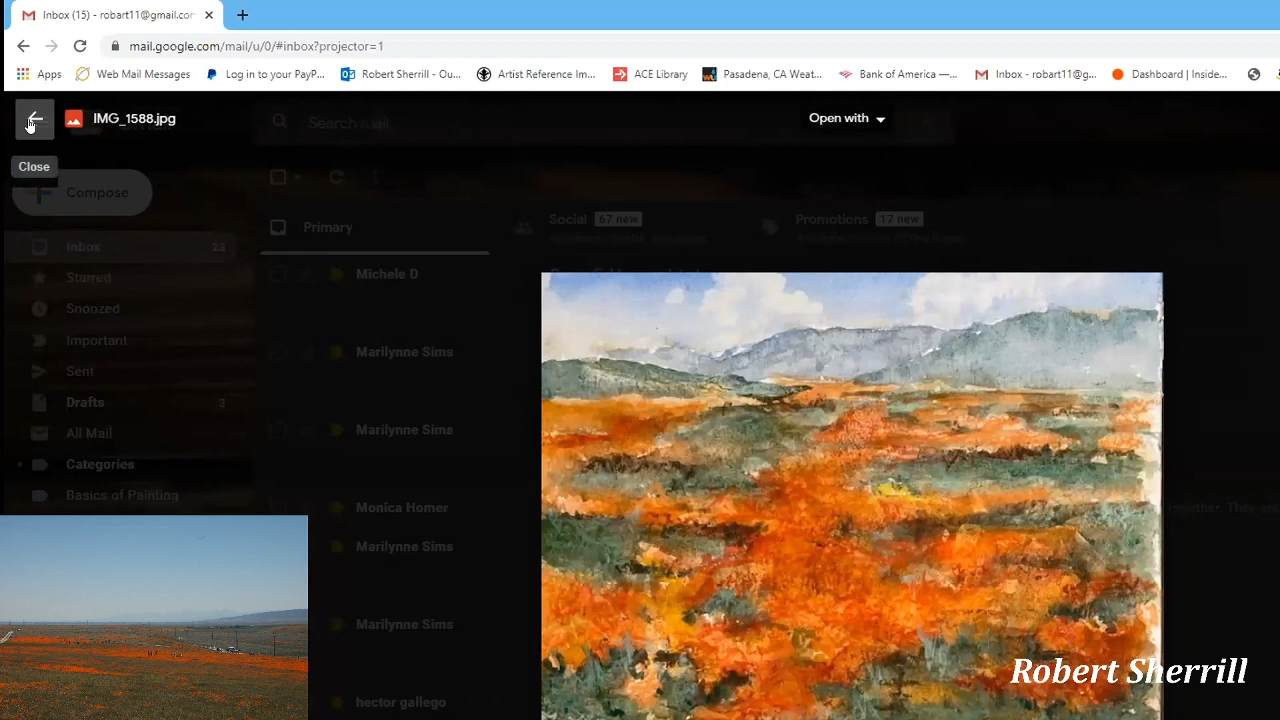 Inbox (15) - robart11@gmail.co
mail.google.com/mail/u/0/#inbox?projector=1
Apps Web Mail Messages Log in to your PayP... Robert Sherrill - Ou... Artist Reference Im... ACE Library Pasadena, CA Weat... Bank of America —... Inbox - robart11@g... Dashboard | Inside...
IMG_1588.jpg Search mail Open with
Close
Compose
Social 67 new Promotions 17 new
Primary
Inbox 23
Michele D
Starred
Snoozed
Important
Marilynne Sims
Sent
Drafts 3
All Mail
Marilynne Sims
Categories
Basics of Painting
Monica Homer together. They
Marilynne Sims
Marilynne Sims
Robert Sherrill
hector gallego